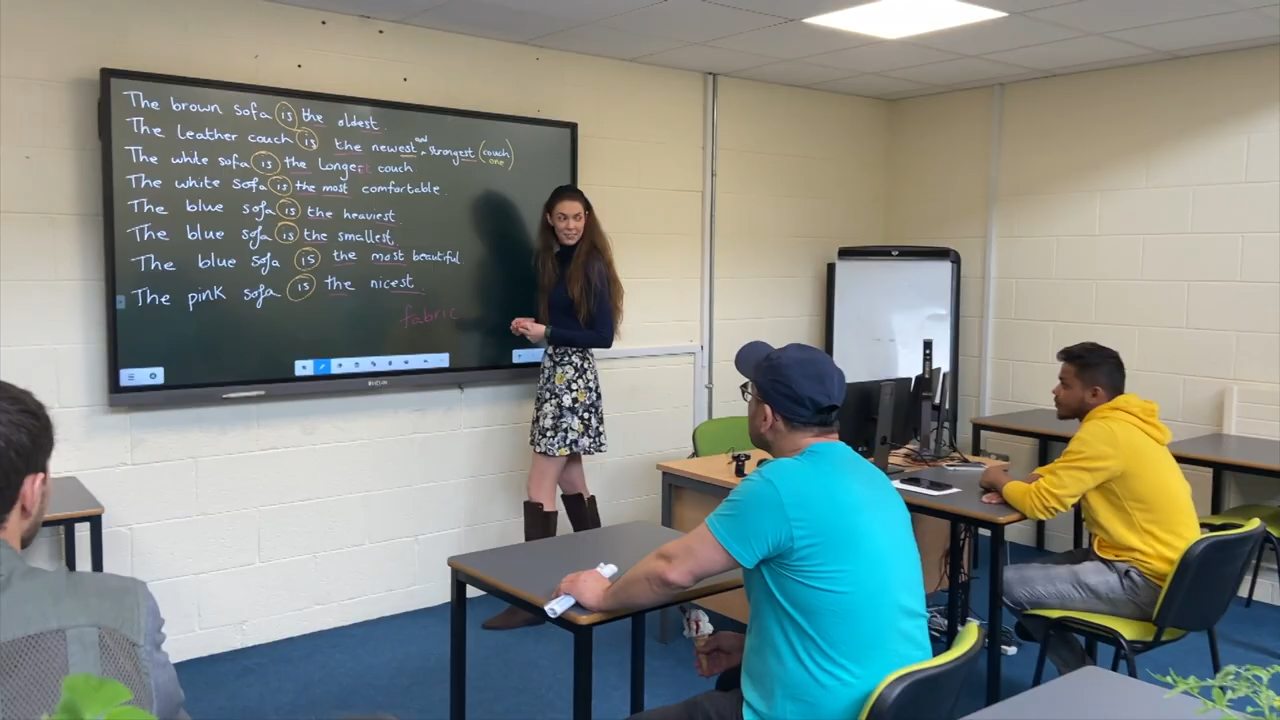 The brown sofa is the oldest.
The leather couch is the newest and strongest (couch one)
The white sofa is the longest couch
The white sofa is the most comfortable.
The blue sofa is the heaviest
The blue sofa is the smallest
The blue sofa is the most beautiful
The pink sofa is the nicest.
fabric